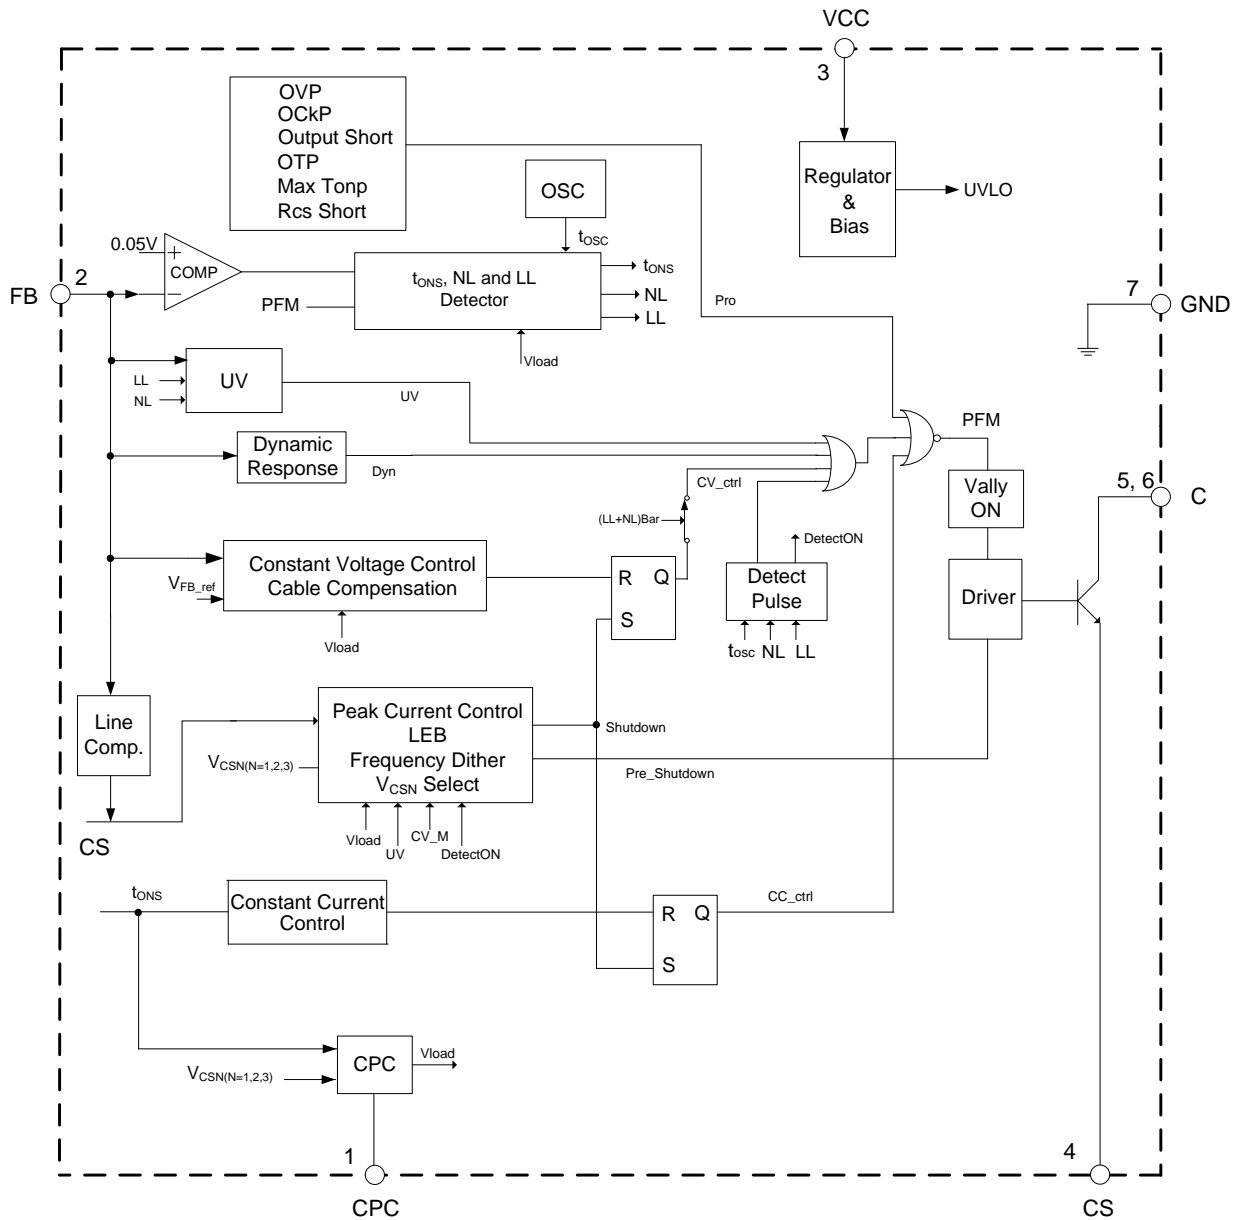 VCC
3
OVP
OCkP
Output Short
OTP
Max Tonp
Rcs Short
OSC
tOSC
Regulator
&
Bias
UVLO
0.05V
+
COMP
−
2
FB
tONS, NL and LL
Detector
PFM
tONS
NL
LL
Vload
Pro
7
GND
LL
NL
UV
UV
Dynamic
Response
Dyn
CV_ctrl
PFM
Vally
ON
5, 6
C
(LL+NL)Bar
DetectON
Constant Voltage Control
Cable Compensation
VFB_ref
Vload
R
Q
S
Detect
Pulse
tosc
NL
LL
Driver
Line
Comp.
Peak Current Control
LEB
Frequency Dither
VCSN Select
VCSN(N=1,2,3)
Shutdown
Pre_Shutdown
CS
Vload
UV
CV_M
DetectON
tONS
Constant Current
Control
R
Q
S
CC_ctrl
CPC
Vload
VCSN(N=1,2,3)
1
CPC
4
CS